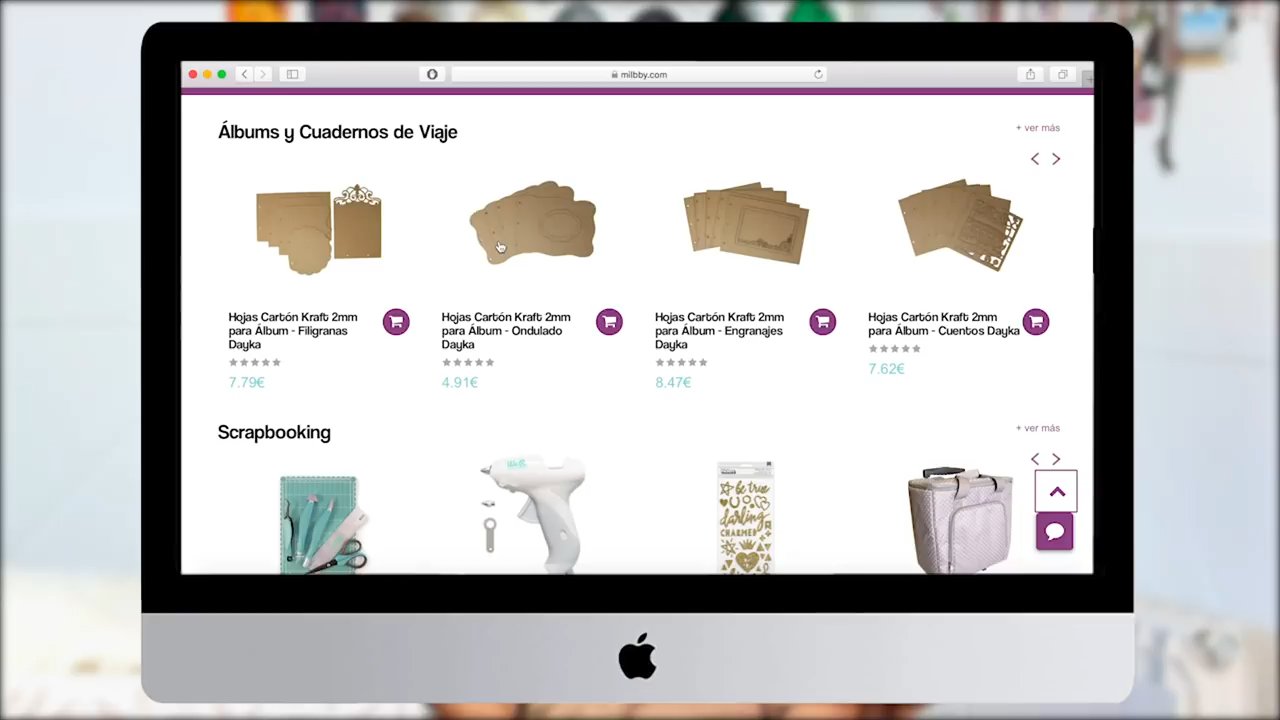 milbby.com
Álbums y Cuadernos de Viaje
+ ver más
Hojas Cartón Kraft 2mm
para Álbum - Filigranas
Dayka
7.79€
Hojas Cartón Kraft 2mm
para Álbum - Ondulado
Dayka
4.91€
Hojas Cartón Kraft 2mm
para Álbum - Engranajes
Dayka
8.47€
Hojas Cartón Kraft 2mm
para Álbum - Cuentos Dayka
7.62€
Scrapbooking
+ ver más
be true
darling
CHARMED